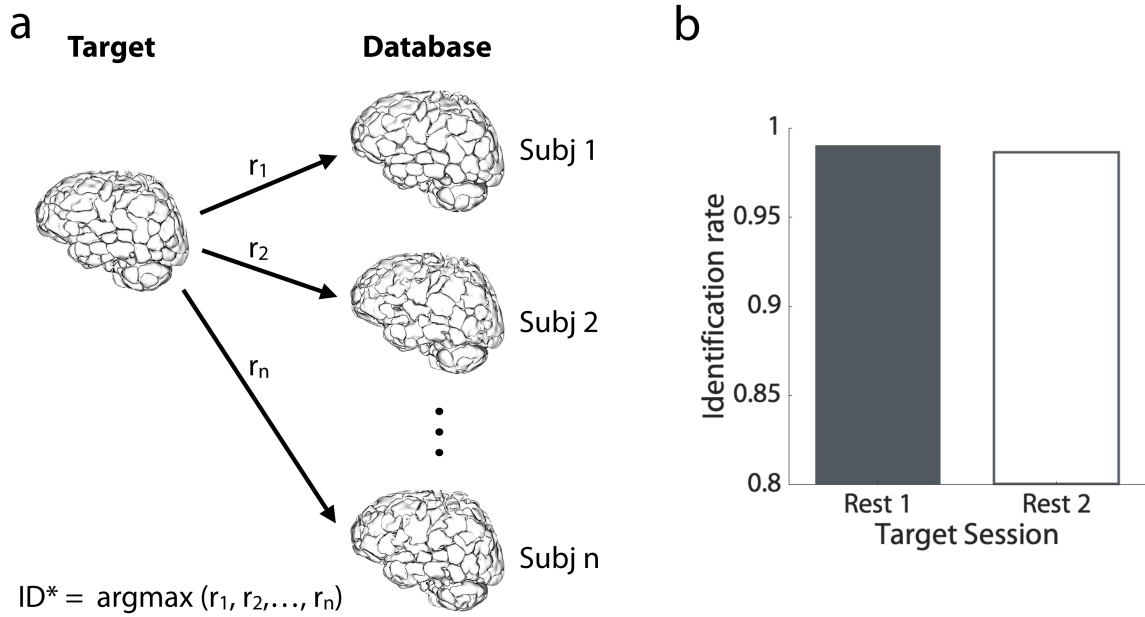 a
Target
Database
r1
Subj 1
r2
Subj 2
rn
Subj n
ID* = argmax (r1, r2,..., rn)
b
Identification rate
1
0.95
0.9
0.85
0.8
Rest 1
Rest 2
Target Session